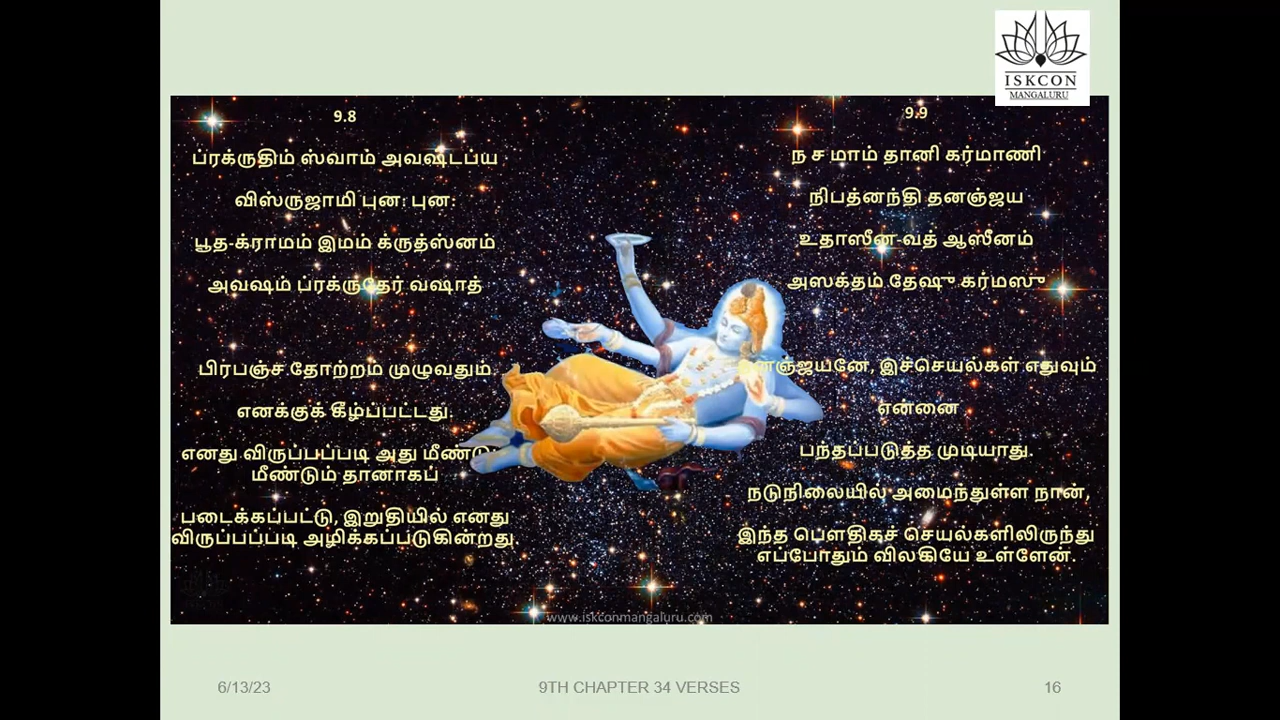 ISKCON
MANGALURU
9.8
ப்ரக்ருதிம் ஸ்வாம் அவஷ்டப்ய
விஸ்ருஜாமி புன: புன:
பூத-க்ராமம் இமம் க்ருத்ஸ்னம்
அவஷம் ப்ரக்ருதேர் வஷாத்
பிரபஞ்ச தோற்றம் முழுவதும்
எனக்குக் கீழ்ப்பட்டது.
எனது விருப்பப்படி அது மீண்டும்
மீண்டும் தானாகப்
படைக்கப்பட்டு, இறுதியில் எனது
விருப்பப்படி அழிக்கப்படுகின்றது.
9.9
ந ச மாம் தானி கர்மாணி
நிபத்னந்தி தனஞ்ஜய
உதாஸீன-வத் ஆஸீனம்
அஸக்தம் தேஷு கர்மஸு
தனஞ்ஜயனே, இச்செயல்கள் எதுவும்
என்னை
பந்தப்படுத்த முடியாது.
நடுநிலையில் அமைந்துள்ள நான்,
இந்த பௌதிகச் செயல்களிலிருந்து
எப்போதும் விலகியே உள்ளேன்.
www.iskconmangaluru.com
6/13/23
9TH CHAPTER 34 VERSES
16